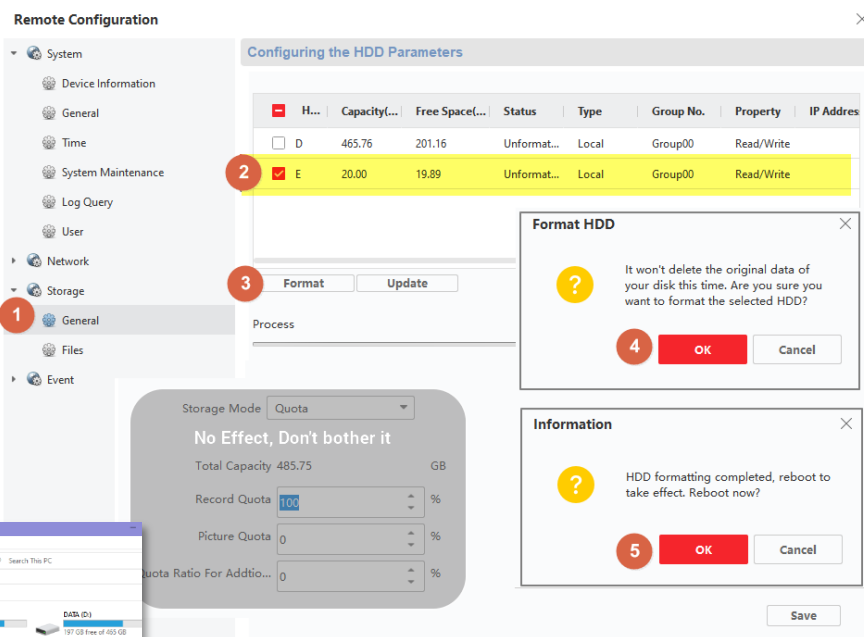 Remote Configuration
System
Device Information
General
Time
System Maintenance
Log Query
User
Network
Storage
1
General
Files
Event
Configuring the HDD Parameters
H... Capacity(... Free Space(... Status Type Group No. Property IP Addres
D 465.76 201.16 Unformat... Local Group00 Read/Write
2 E 20.00 19.89 Unformat... Local Group00 Read/Write
3 Format Update
Process
Format HDD
?
It won't delete the original data of
your disk this time. Are you sure you
want to format the selected HDD?
4 OK Cancel
Information
?
HDD formatting completed, reboot to
take effect. Reboot now?
5 OK Cancel
Storage Mode Quota
No Effect, Don't bother it
Total Capacity 485.75 GB
Record Quota 100 %
Picture Quota 0 %
Quota Ratio For Addtio... 0 %
Search This PC
DATA (D:)
197 GB free of 465 GB
Save